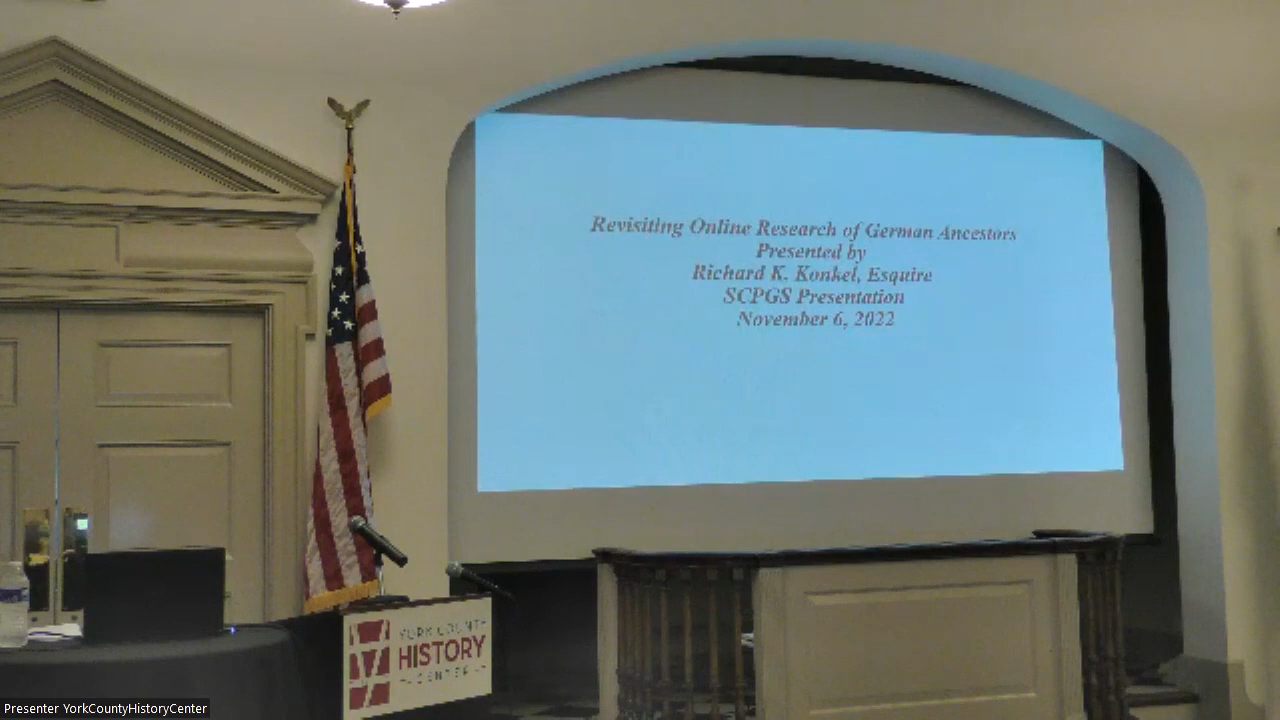 Revisiting Online Research of German Ancestors
Presented by
Richard K. Konkel, Esquire
SCPGS Presentation
November 6, 2022
YORK COUNTY
HISTORY
CENTER
Presenter YorkCountyHistoryCenter